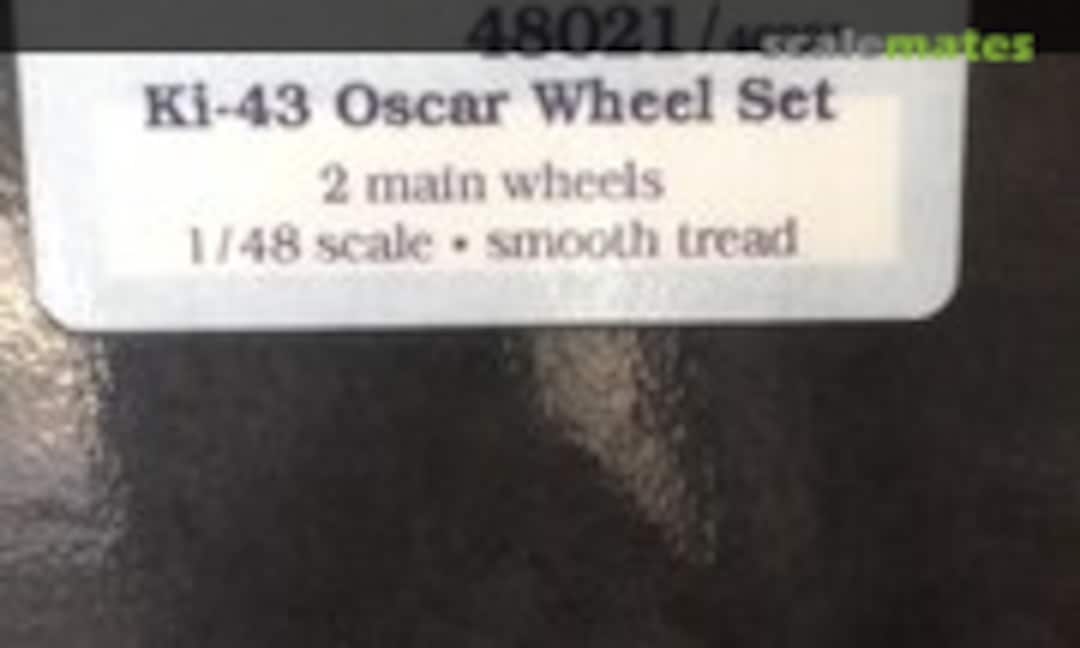 48021/
scalemates
Ki-43 Oscar Wheel Set
2 main wheels
1/48 scale • smooth tread